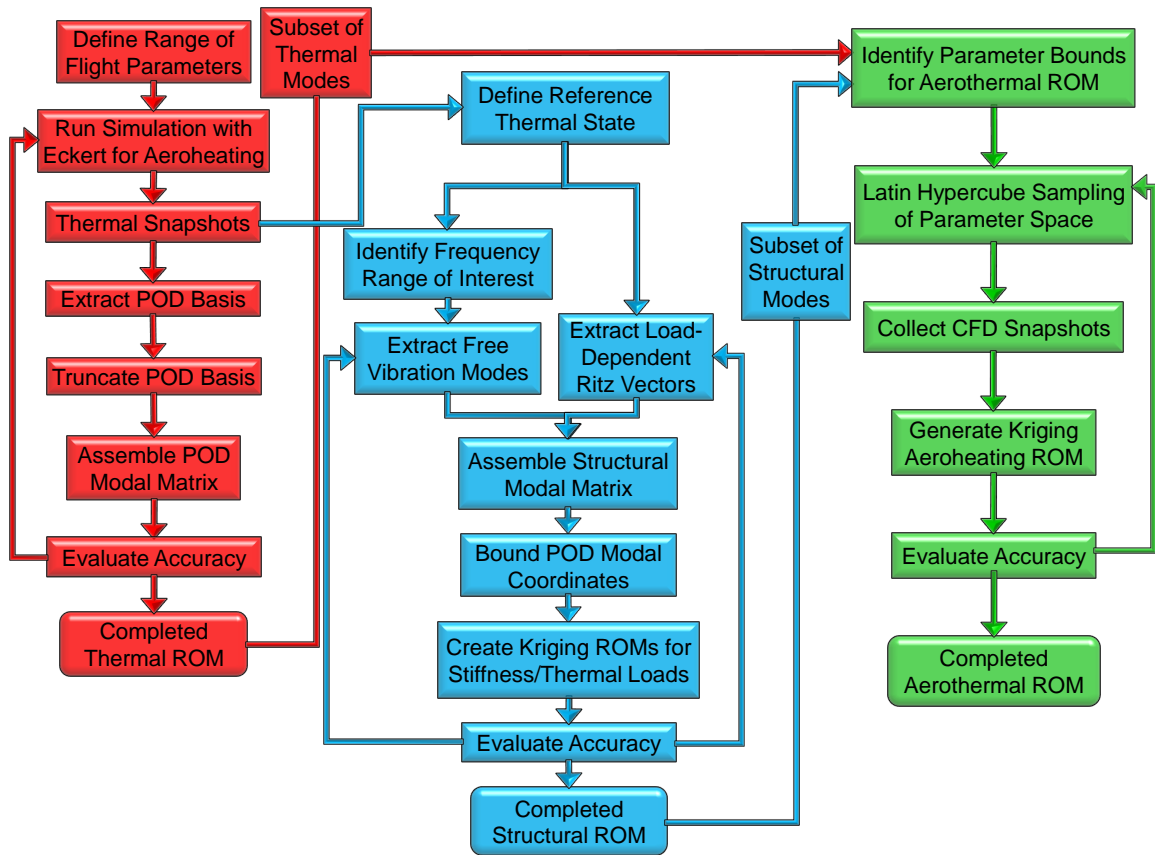 Define Range of
Flight Parameters
Run Simulation with
Eckert for Aeroheating
Thermal Snapshots
Extract POD Basis
Truncate POD Basis
Assemble POD
Modal Matrix
Evaluate Accuracy
Completed
Thermal ROM
Subset of
Thermal
Modes
Define Reference
Thermal State
Identify Frequency
Range of Interest
Extract Free
Vibration Modes
Extract Load-
Dependent
Ritz Vectors
Assemble Structural
Modal Matrix
Bound POD Modal
Coordinates
Create Kriging ROMs for
Stiffness/Thermal Loads
Evaluate Accuracy
Completed
Structural ROM
Subset of
Structural
Modes
Identify Parameter Bounds
for Aerothermal ROM
Latin Hypercube Sampling
of Parameter Space
Collect CFD Snapshots
Generate Kriging
Aeroheating ROM
Evaluate Accuracy
Completed
Aerothermal ROM